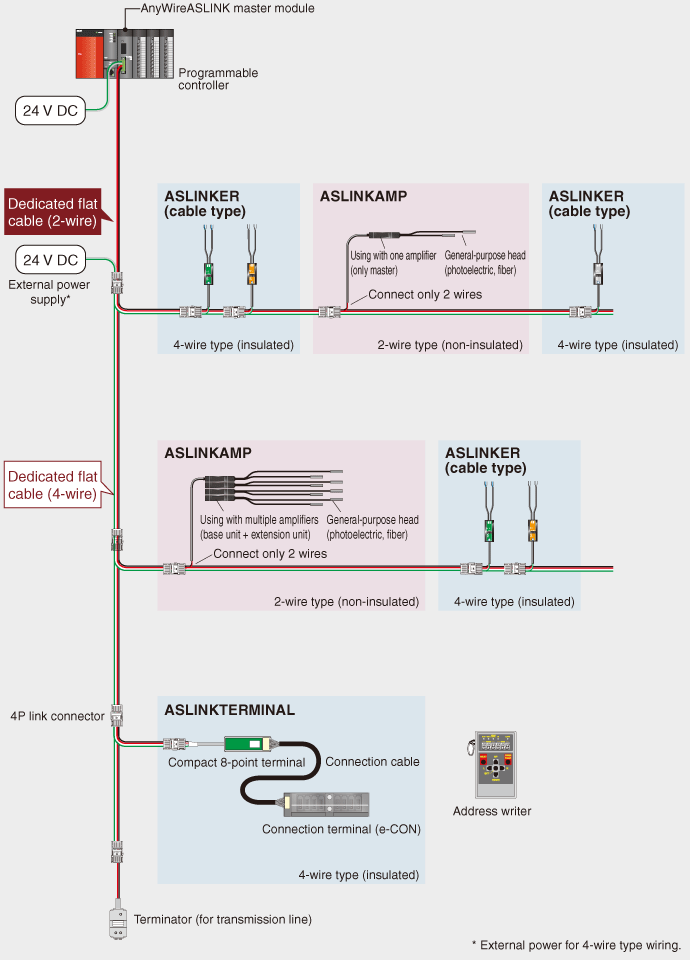 AnyWireASLINK master module
Programmable
controller
24 V DC
Dedicated flat
cable (2-wire)
24 V DC
External power
supply*
ASLINKER
(cable type)
4-wire type (insulated)
ASLINKAMP
Using with one amplifier
(only master)
General-purpose head
(photoelectric, fiber)
Connect only 2 wires
2-wire type (non-insulated)
ASLINKER
(cable type)
4-wire type (insulated)
Dedicated flat
cable (4-wire)
ASLINKAMP
Using with multiple amplifiers
(base unit + extension unit)
General-purpose head
(photoelectric, fiber)
Connect only 2 wires
2-wire type (non-insulated)
ASLINKER
(cable type)
4-wire type (insulated)
4P link connector
ASLINKTERMINAL
Compact 8-point terminal
Connection cable
Connection terminal (e-CON)
4-wire type (insulated)
Address writer
Terminator (for transmission line)
* External power for 4-wire type wiring.